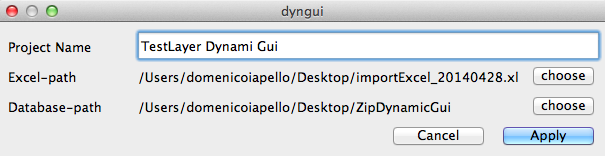 dyngui
Project Name TestLayer Dynami Gui
Excel-path /Users/domenicoiapello/Desktop/importExcel_20140428.xl choose
Database-path /Users/domenicoiapello/Desktop/ZipDynamicGui choose
Cancel Apply